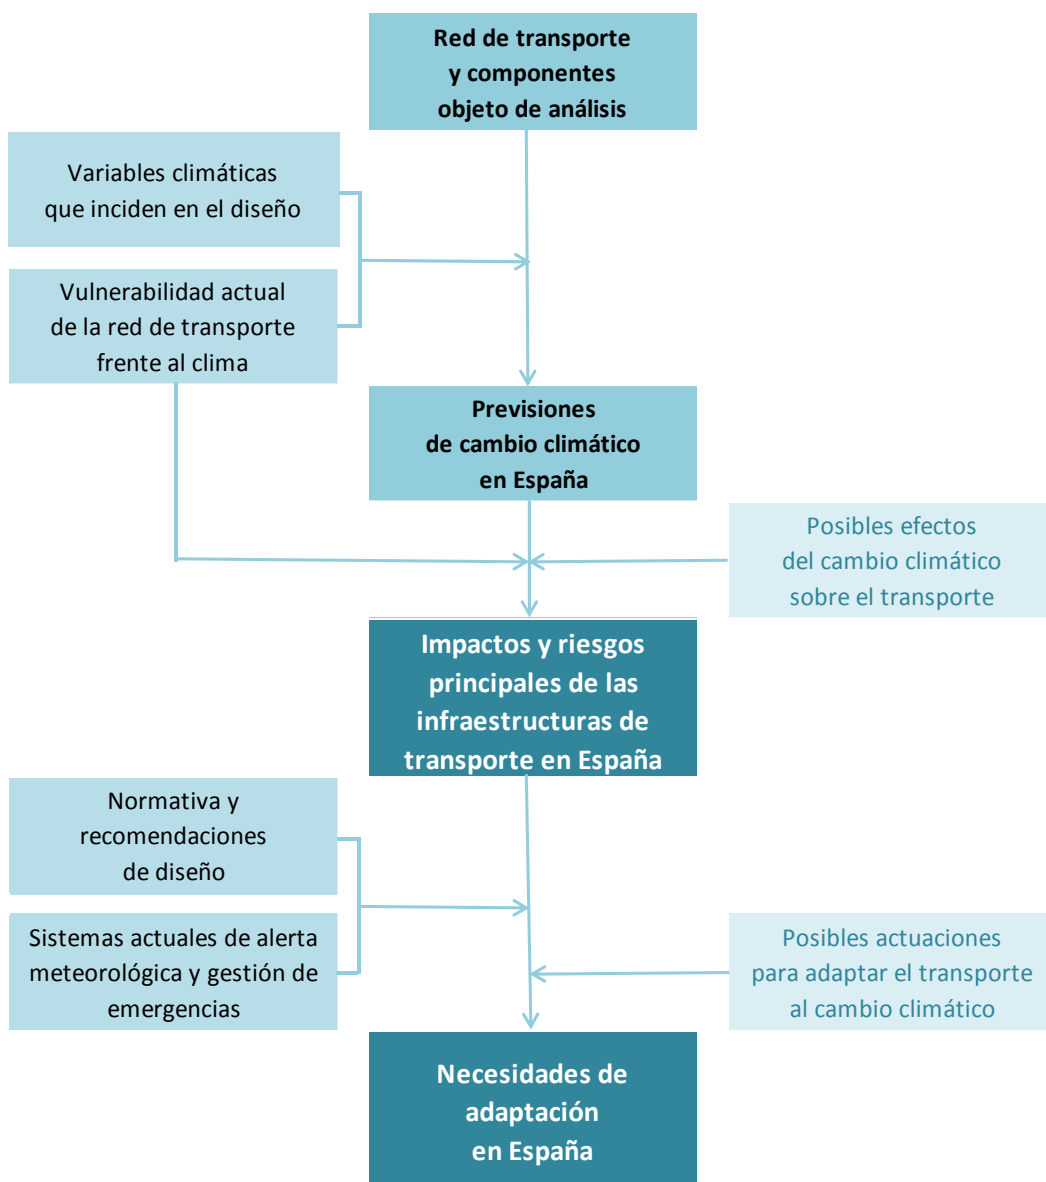 Red de transporte
y componentes
objeto de análisis
Variables climáticas
que inciden en el diseño
Vulnerabilidad actual
de la red de transporte
frente al clima
Previsiones
de cambio climático
en España
Posibles efectos
del cambio climático
sobre el transporte
Impactos y riesgos
principales de las
infraestructuras de
transporte en España
Normativa y
recomendaciones
de diseño
Sistemas actuales de alerta
meteorológica y gestión de
emergencias
Posibles actuaciones
para adaptar el transporte
al cambio climático
Necesidades de
adaptación
en España